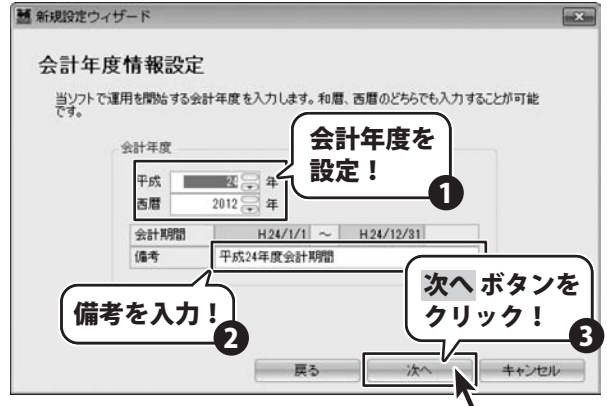 新規設定ウィザード
会計年度情報設定
当ソフトで運用を開始する会計年度を入力します。和暦、西暦のどちらでも入力することが可能
です。
会計年度
平成 24 年
西暦 2012 年
会計年度を
設定！
❶
会計期間 H.24/1/1 ～ H.24/12/31
備考 平成24年度会計期間
備考を入力！
❷
次へ ボタンを
クリック！
❸
戻る 次へ キャンセル